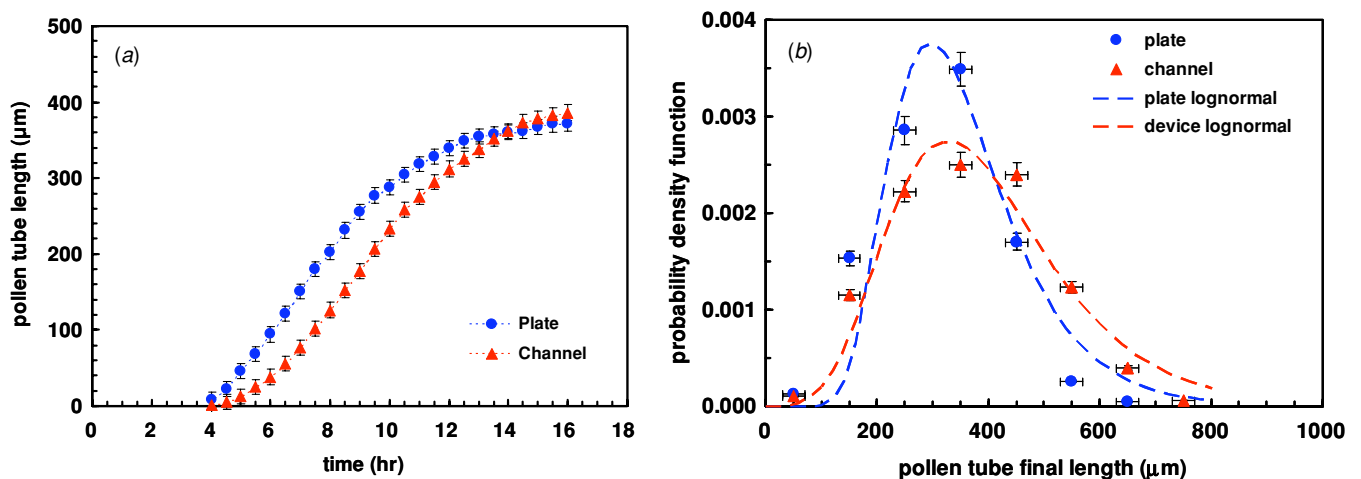 (a)
pollen tube length (µm)
500
400
300
200
100
0
Plate
Channel
0 2 4 6 8 10 12 14 16 18
time (hr)
(b)
probability density function
0.004
0.003
0.002
0.001
0.000
plate
channel
plate lognormal
device lognormal
0 200 400 600 800 1000
pollen tube final length (µm)